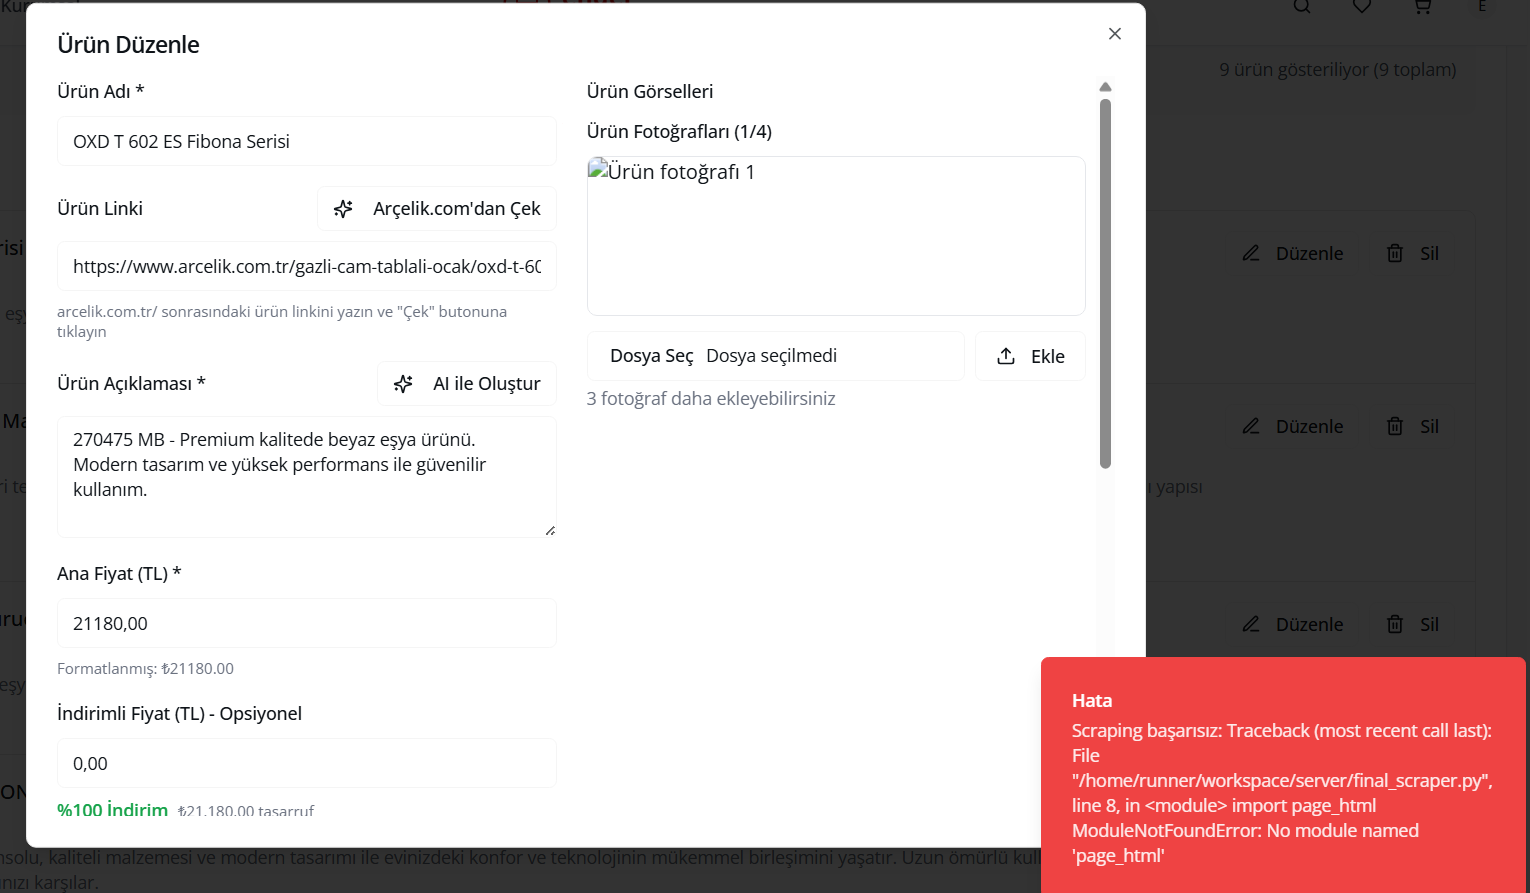 9 ürün gösteriliyor (9 toplam)
E
Ürün Düzenle
Ürün Adı *
OXD T 602 ES Fibona Serisi
Ürün Linki
Arçelik.com'dan Çek
https://www.arcelik.com.tr/gazli-cam-tablali-ocak/oxd-t-60
arcelik.com.tr/ sonrasındaki ürün linkini yazın ve "Çek" butonuna
tıklayın
Ürün Açıklaması *
AI ile Oluştur
270475 MB - Premium kalitede beyaz eşya ürünü.
Modern tasarım ve yüksek performans ile güvenilir
kullanım.
Ana Fiyat (TL) *
21180,00
Formatlanmış: ₺21180.00
İndirimli Fiyat (TL) - Opsiyonel
0,00
%100 İndirim ₺21.180.00 tasarruf
Ürün Görselleri
Ürün Fotoğrafları (1/4)
Ürün fotoğrafı 1
Dosya Seç Dosya seçilmedi
Ekle
3 fotoğraf daha ekleyebilirsiniz
Düzenle Sil
Düzenle Sil
yapısı
Düzenle Sil
Hata
Scraping başarısız: Traceback (most recent call last):
File
"/home/runner/workspace/server/final_scraper.py",
line 8, in <module> import page_html
ModuleNotFoundError: No module named
'page_html'
kaliteli malzemesi ve modern tasarımı ile evinizdeki konfor ve teknolojinin mükemmel birleşimini yaşatır. Uzun ömürlü
karşılar.